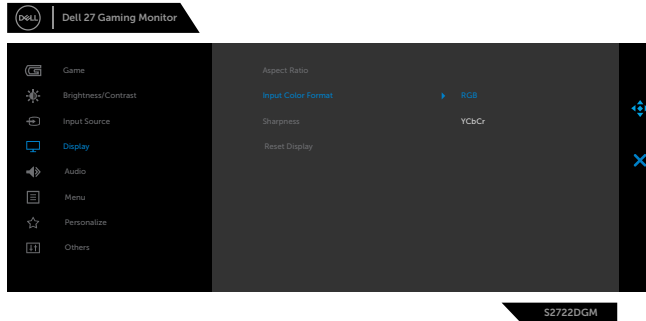 DELL
Dell 27 Gaming Monitor
Game
Aspect Ratio
Brightness/Contrast
Input Color Format
RGB
Input Source
Sharpness
YCbCr
Display
Reset Display
Audio
Menu
Personalize
Others
S2722DGM